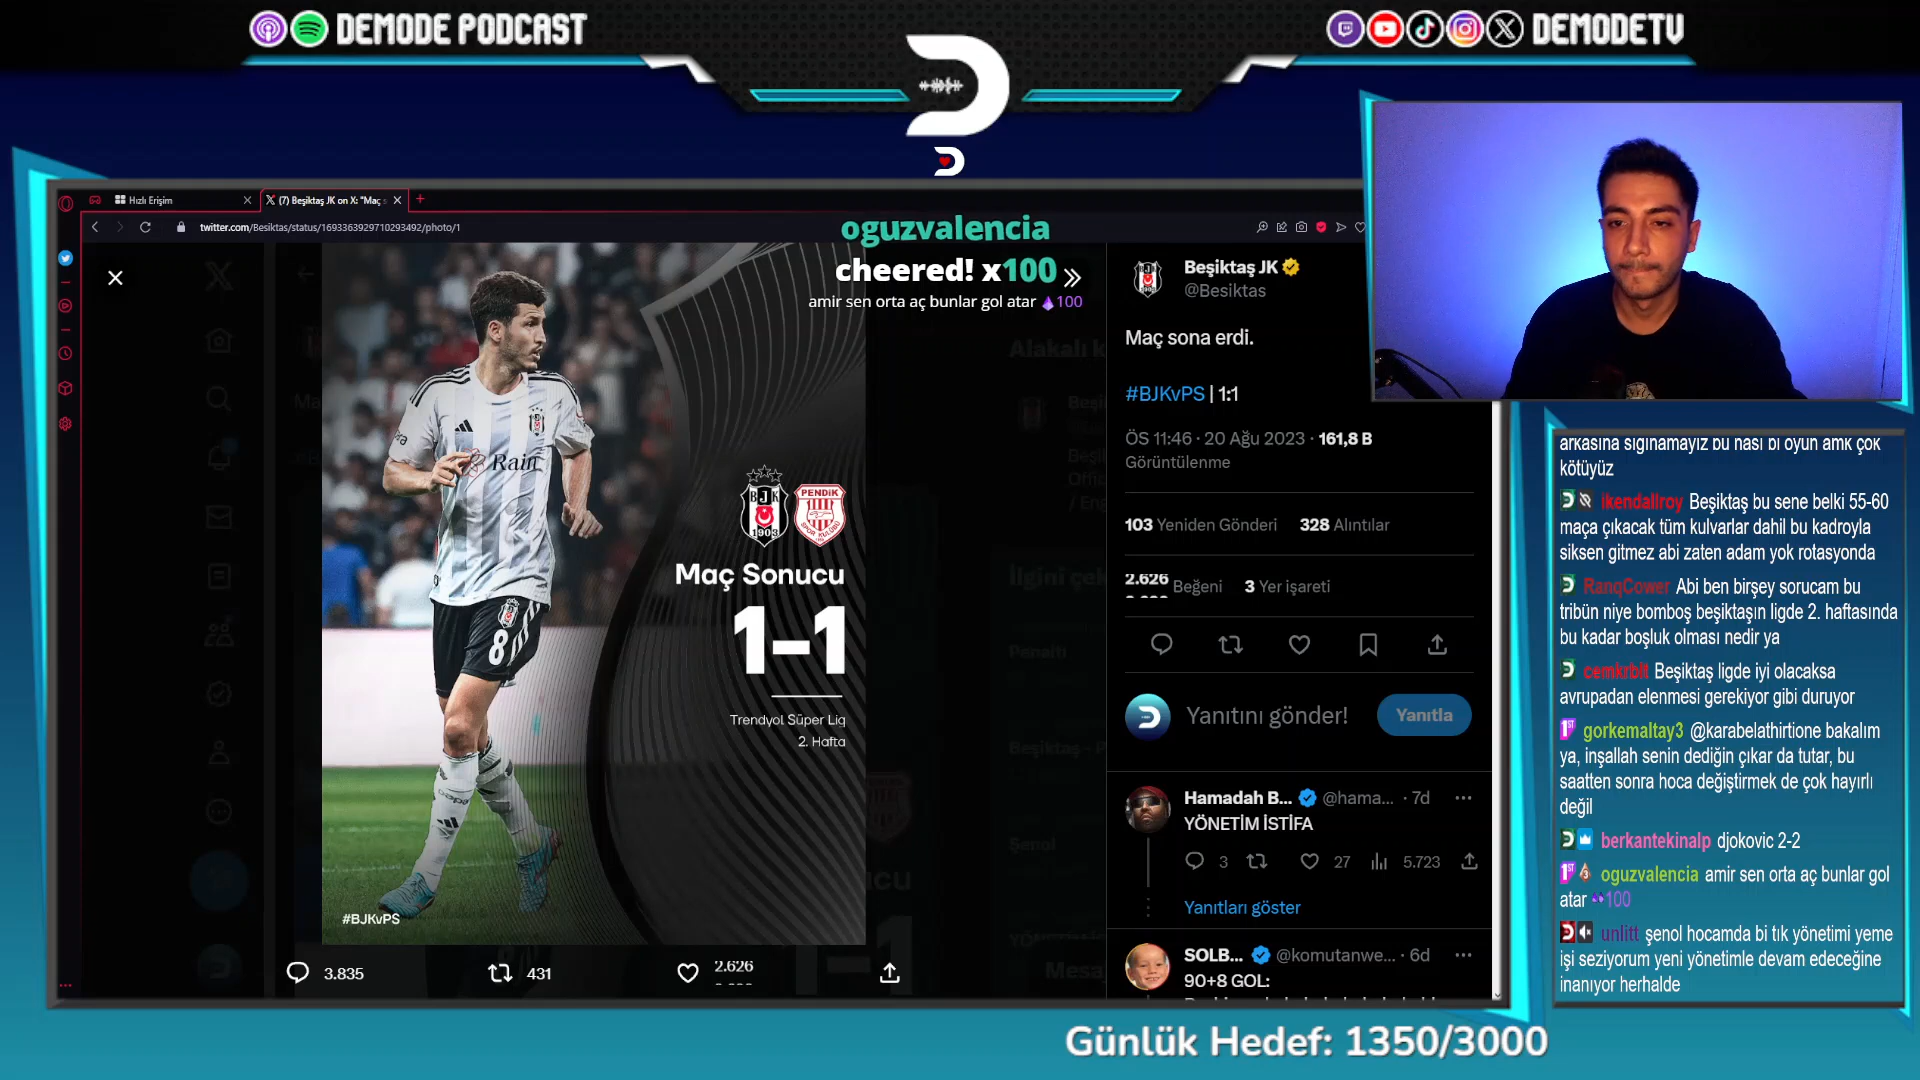 DEMODE PODCAST
DEMODETV
Hızlı Erişim
(7) Beşiktaş JK on X: "Maç s
twitter.com/Besiktas/status/1693363929710293492/photo/1
oguzvalencia
cheered! x100
amir sen orta aç bunlar gol atar 100
Rain
8
BJK
1903
PENDİK
Maç Sonucu
1-1
Trendyol Süper Lig
2. Hafta
#BJKvPS
3.835
431
2.626
Beşiktaş JK
@Besiktas
Maç sona erdi.
#BJKvPS | 1:1
ÖS 11:46 · 20 Ağu 2023 · 161,8 B
Görüntülenme
103 Yeniden Gönderi 328 Alıntılar
2.626 Beğeni 3 Yer işareti
Yanıtını gönder!
Yanıtla
Hamadah B... @hama... · 7d
YÖNETİM İSTİFA
3
27
5.723
Yanıtları göster
SOLB... @komutanwe... · 6d
90+8 GOL:
arkasına sığınamayız bu nasi bi oyun amk çok
kötüyüz
ikendallroy Beşiktaş bu sene belki 55-60
maça çıkacak tüm kulvarlar dahil bu kadroyla
siksen gitmez abi zaten adam yok rotasyonda
RanqCower Abi ben birşey sorucam bu
tribün niye bomboş beşiktaşın ligde 2. haftasında
bu kadar boşluk olması nedir ya
cemkrblt Beşiktaş ligde iyi olacaksa
avrupadan elenmesi gerekiyor gibi duruyor
gorkemaltay3 @karabelathirtione bakalım
ya, inşallah senin dediğin çıkar da tutar, bu
saatten sonra hoca değiştirmek de çok hayırlı
değil
berkantekinalp djokovic 2-2
oguzvalencia amir sen orta aç bunlar gol
atar 100
unlitt şenol hocamda bi tık yönetimi yeme
işi seziyorum yeni yönetimle devam edeceğine
inanıyor herhalde
Günlük Hedef: 1350/3000